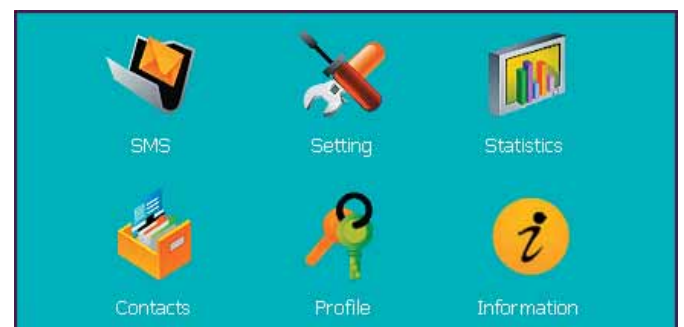 SMS
Setting
Statistics
Contacts
Profile
Information